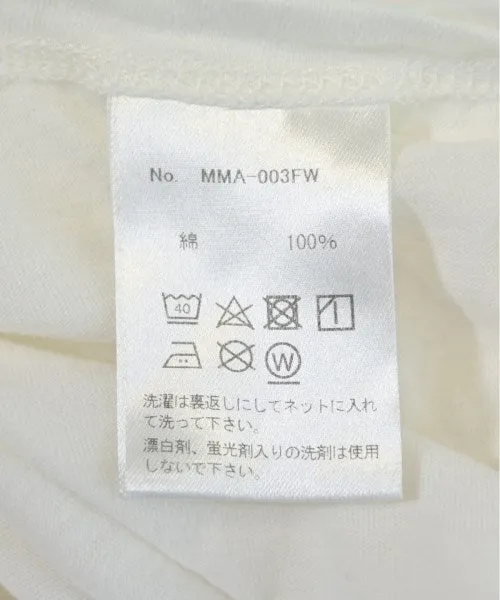 No. MMA-003FW
綿 100%
40
W
洗濯は裏返しにしてネットに入れ
て洗って下さい。
漂白剤、蛍光剤入りの洗剤は使用
しないで下さい。